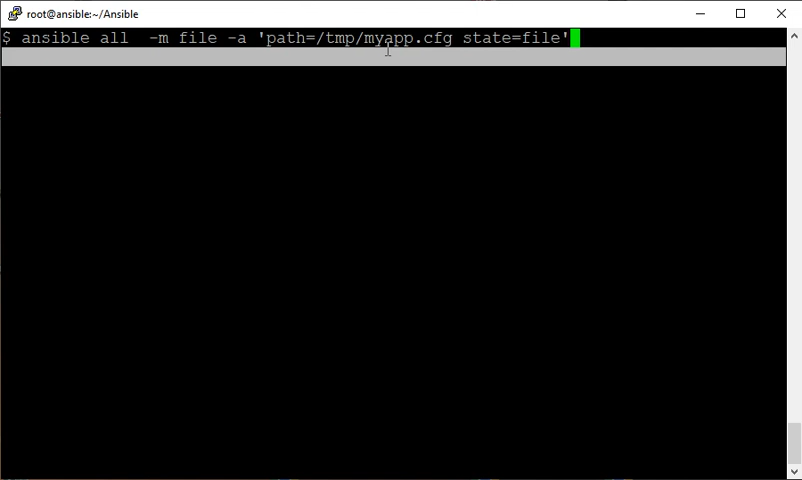 root@ansible:~/Ansible
$ ansible all  -m file -a 'path=/tmp/myapp.cfg state=file'